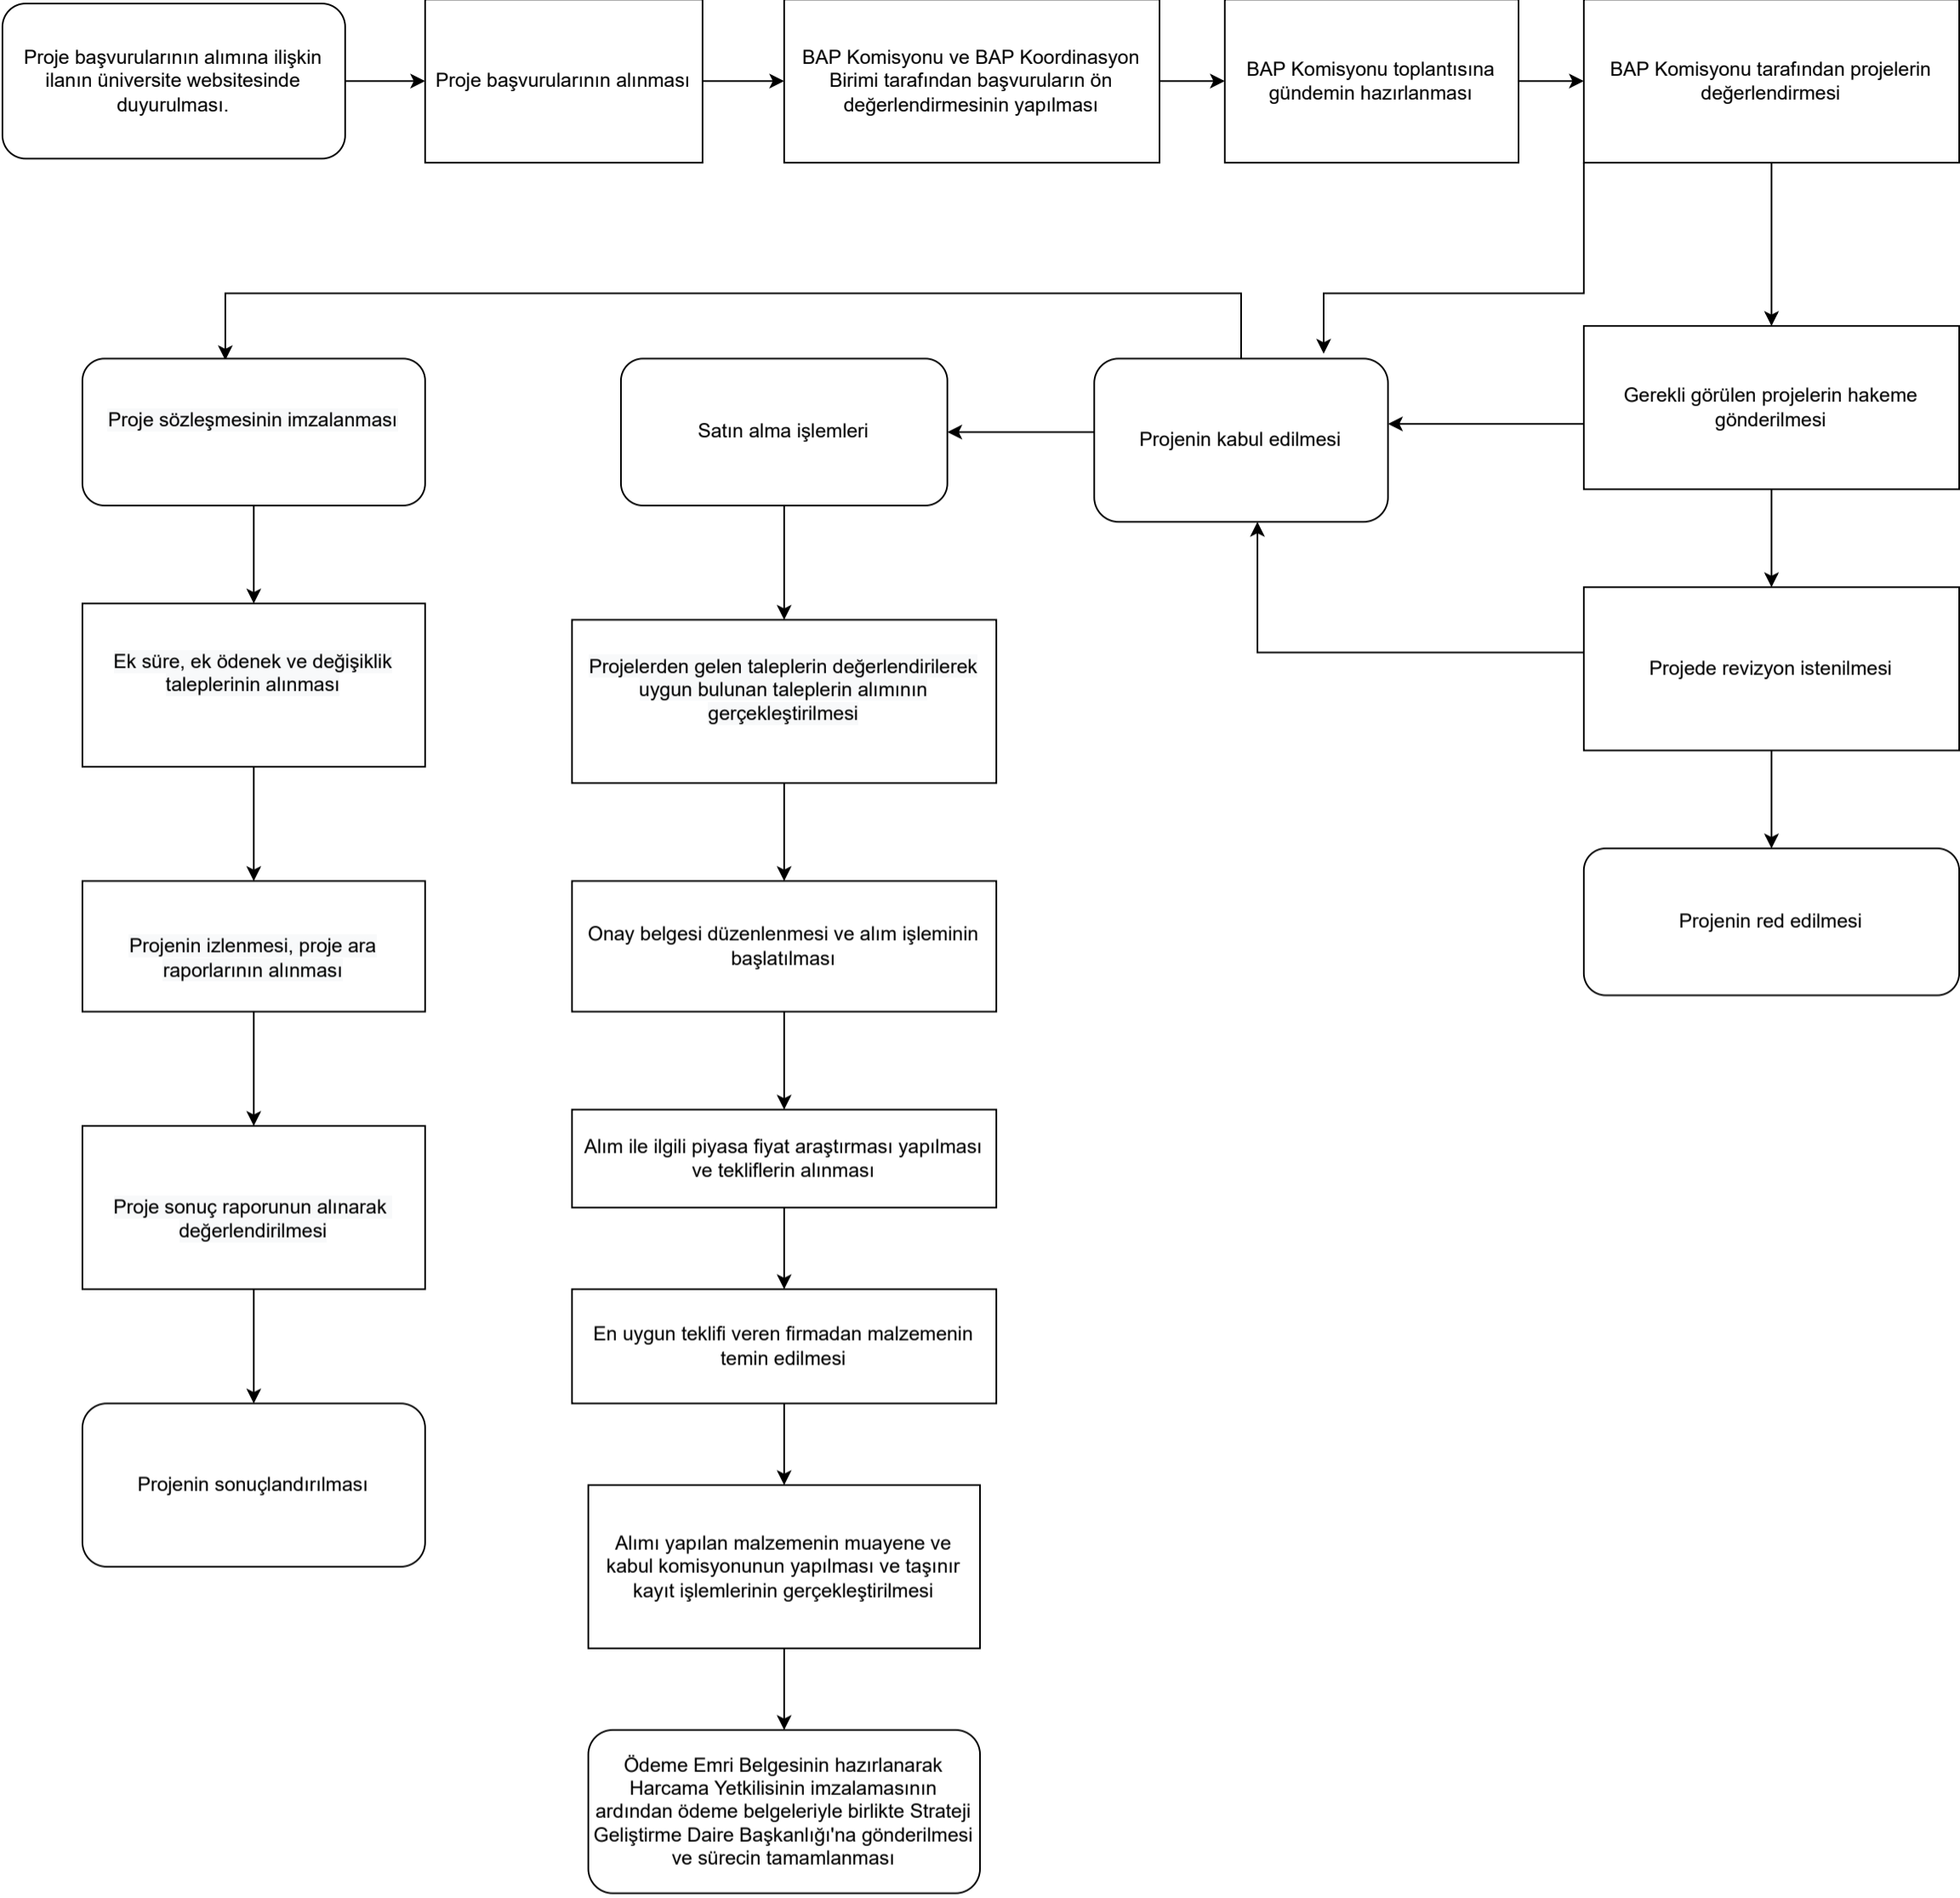 Proje başvurularının alımına ilişkin
ilanın üniversite websitesinde
duyurulması.
Proje başvurularının alınması
BAP Komisyonu ve BAP Koordinasyon
Birimi tarafından başvuruların ön
değerlendirmesinin yapılması
BAP Komisyonu toplantısına
gündemin hazırlanması
BAP Komisyonu tarafından projelerin
değerlendirmesi
Proje sözleşmesinin imzalanması
Satın alma işlemleri
Projenin kabul edilmesi
Gerekli görülen projelerin hakeme
gönderilmesi
Ek süre, ek ödenek ve değişiklik
taleplerinin alınması
Projelerden gelen taleplerin değerlendirilerek
uygun bulunan taleplerin alımının
gerçekleştirilmesi
Projede revizyon istenilmesi
Projenin izlenmesi, proje ara
raporlarının alınması
Onay belgesi düzenlenmesi ve alım işleminin
başlatılması
Projenin red edilmesi
Proje sonuç raporunun alınarak
değerlendirilmesi
Alım ile ilgili piyasa fiyat araştırması yapılması
ve tekliflerin alınması
En uygun teklifi veren firmadan malzemenin
temin edilmesi
Projenin sonuçlandırılması
Alımı yapılan malzemenin muayene ve
kabul komisyonunun yapılması ve taşınır
kayıt işlemlerinin gerçekleştirilmesi
Ödeme Emri Belgesinin hazırlanarak
Harcama Yetkilisinin imzalamasının
ardından ödeme belgeleriyle birlikte Strateji
Geliştirme Daire Başkanlığı'na gönderilmesi
ve sürecin tamamlanması